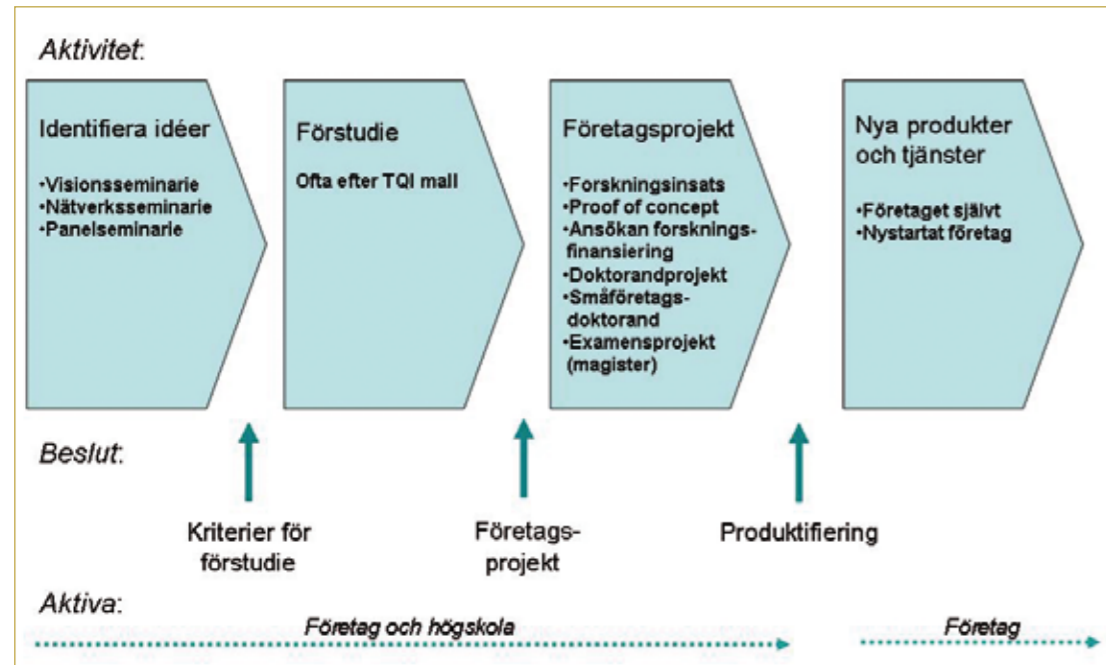 Aktivitet:
Identifiera idéer
•Visionsseminarie
•Nätverksseminarie
•Panelseminarie
Förstudie
Ofta efter TQI mall
Företagsprojekt
•Forskningsinsats
•Proof of concept
•Ansökan forsknings-
finansiering
•Doktorandprojekt
•Småföretags-
doktorand
•Examensprojekt
(magister)
Nya produkter
och tjänster
•Företaget självt
•Nystartat företag
Beslut:
Kriterier för
förstudie
Företags-
projekt
Produktifiering
Aktiva:
Företag och högskola
Företag